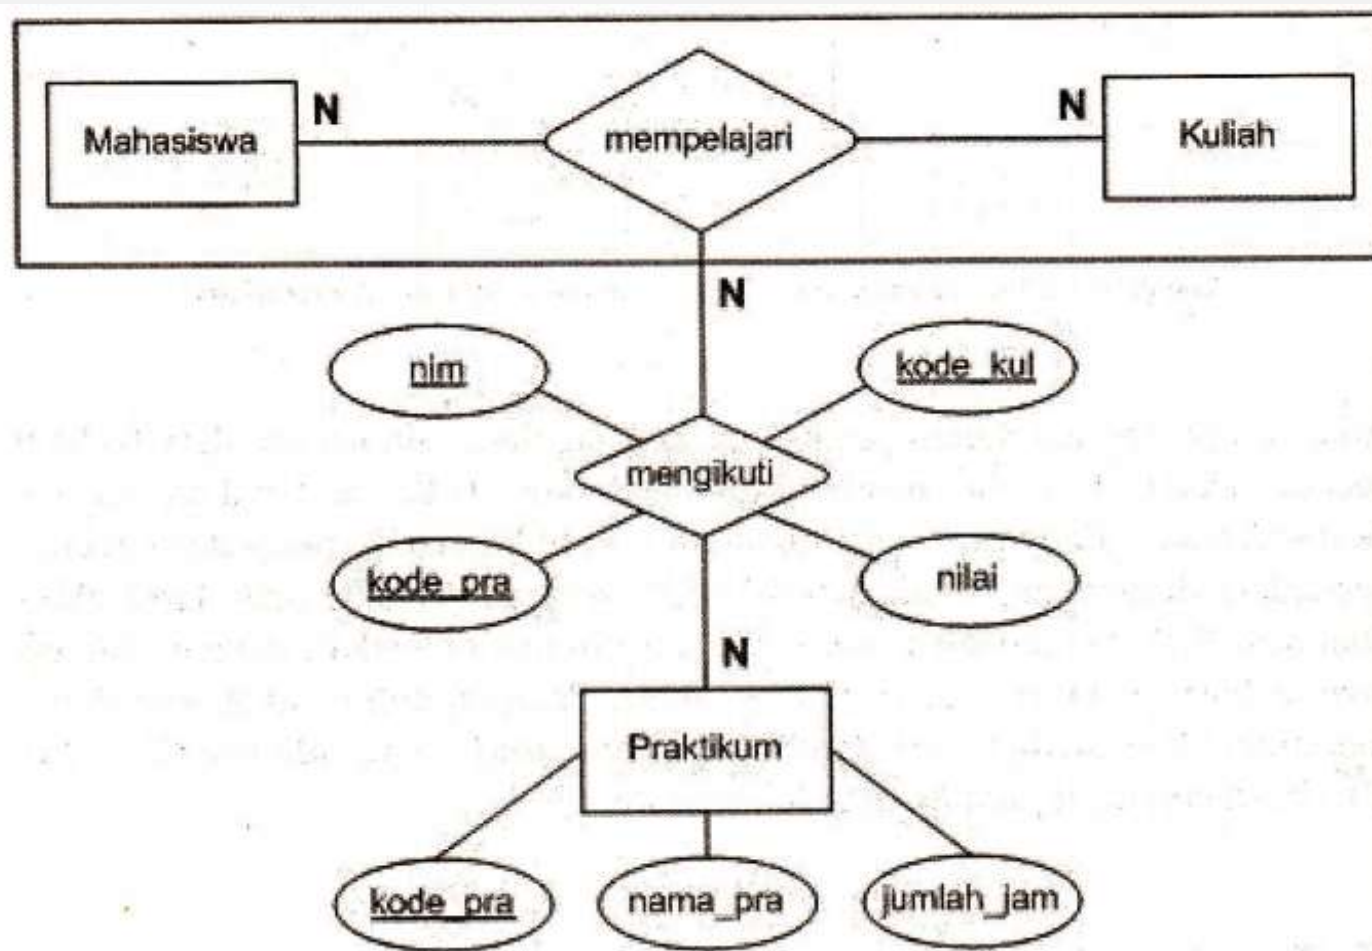 N
N
Mahasiswa
mempelajari
Kuliah
N
nim
kode_kul
mengikuti
kode_pra
nilai
N
Praktikum
kode_pra
nama_pra
jumlah_jam